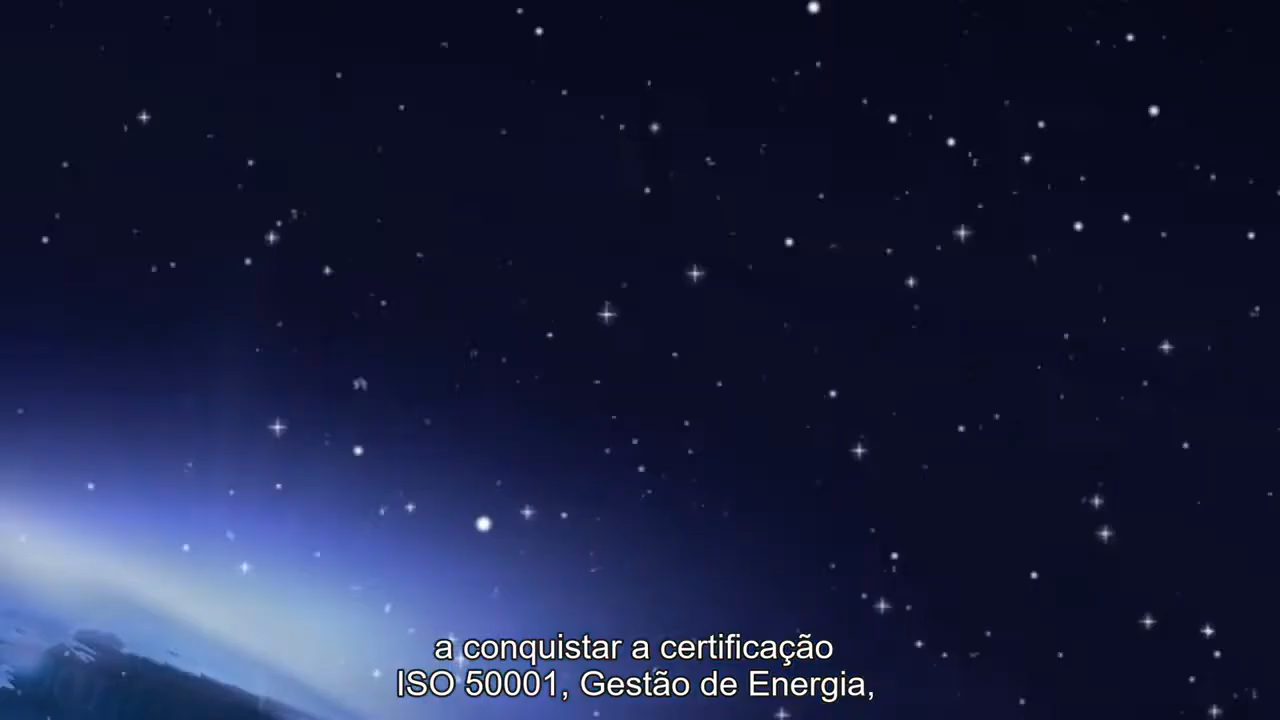 a conquistar a certificação
ISO 50001, Gestão de Energia,